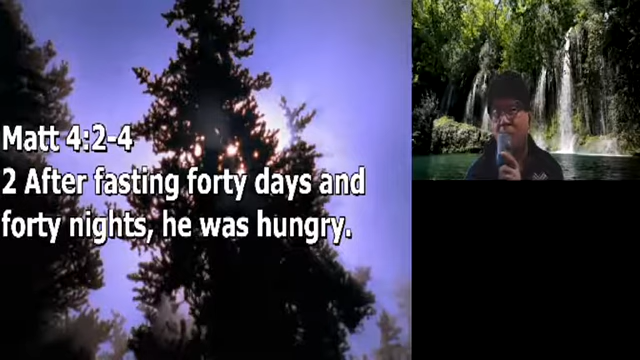 Matt 4:2-4
2 After fasting forty days and
forty nights, he was hungry.